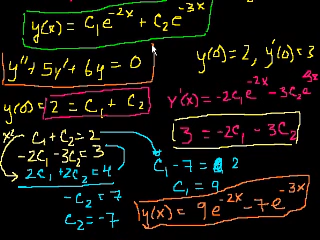 y(x) = C₁e^{-2x} + C₂e^{-3x}
y'' + 5y' + 6y = 0
y(0) = 2, y'(0) = 3
y(0) = 2 = C₁ + C₂
y'(x) = -2C₁e^{-2x} - 3C₂e^{-3x}
3 = -2C₁ - 3C₂
C₁ + C₂ = 2
-2C₁ - 3C₂ = 3
2C₁ + 2C₂ = 4
-C₂ = 7
C₂ = -7
C₁ - 7 = 2
C₁ = 9
y(x) = 9e^{-2x} - 7e^{-3x}